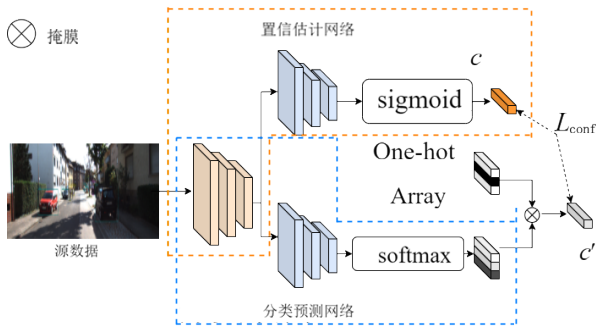 掩膜
置信估计网络
c
sigmoid
L_conf
One-hot
Array
源数据
softmax
c′
分类预测网络